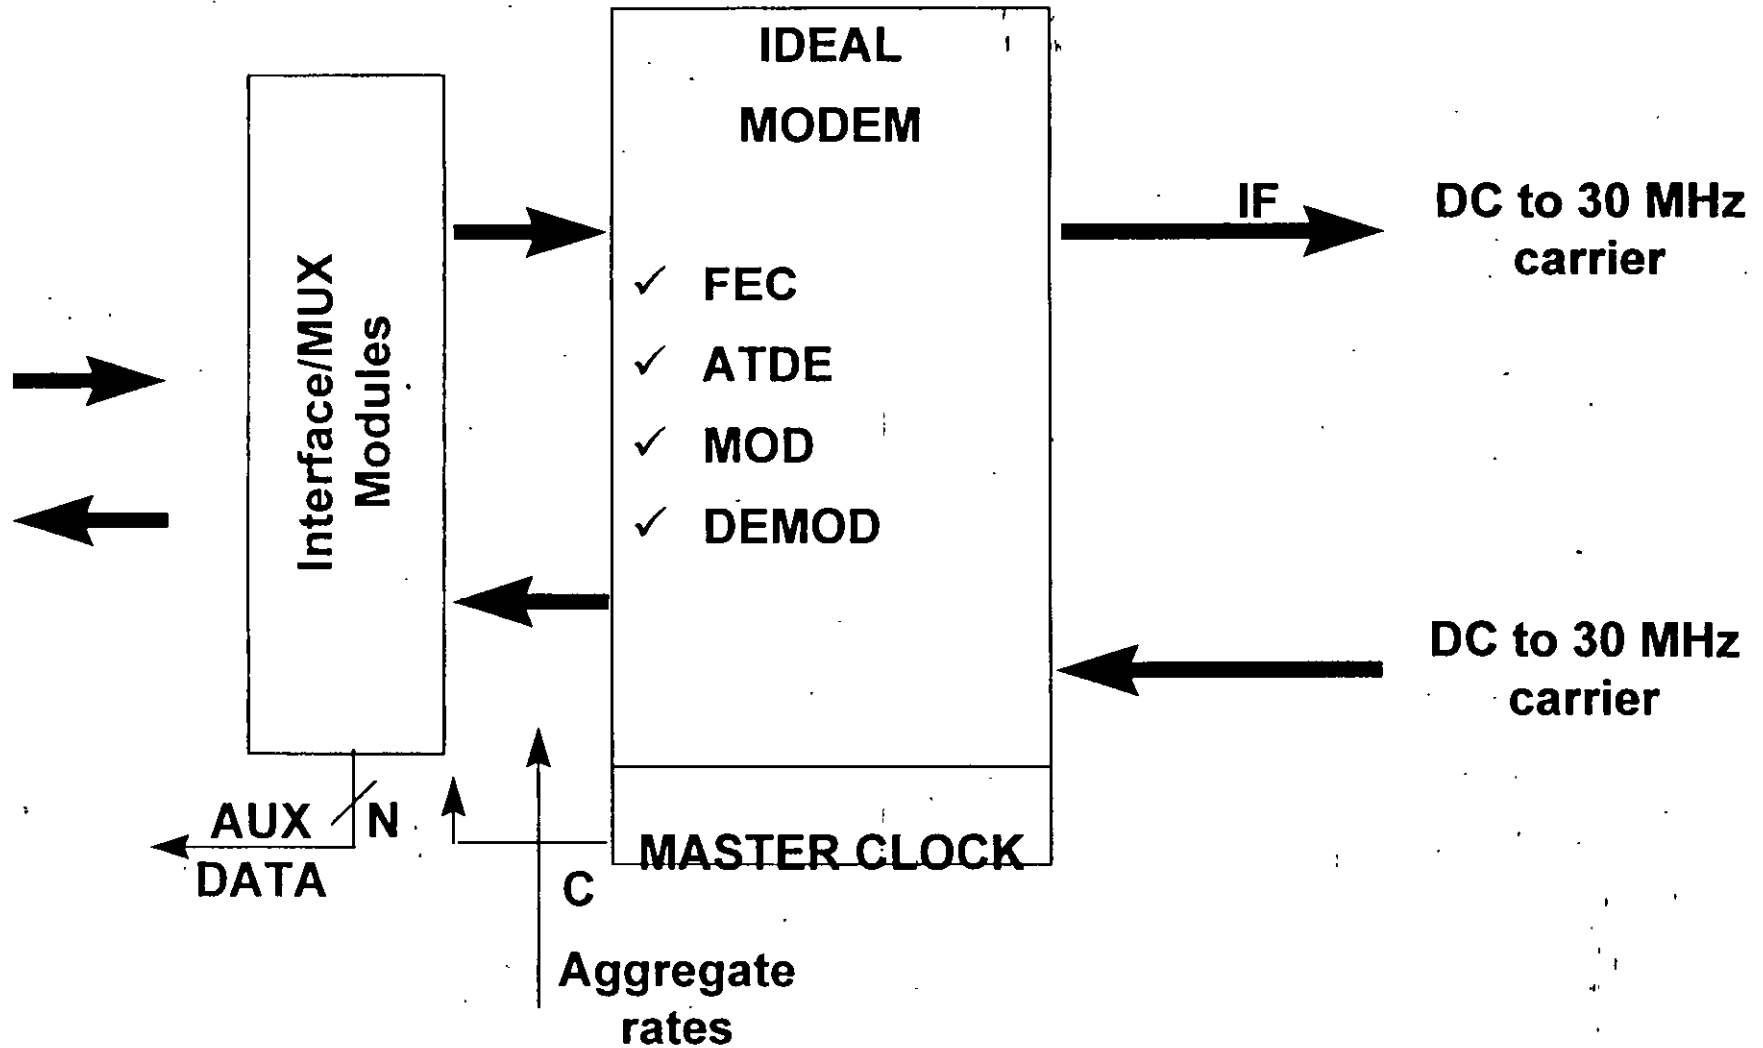 IDEAL
MODEM
Interface/MUX
Modules
✓ FEC
✓ ATDE
✓ MOD
✓ DEMOD
IF
DC to 30 MHz
carrier
DC to 30 MHz
carrier
AUX
N
DATA
MASTER CLOCK
C
Aggregate
rates